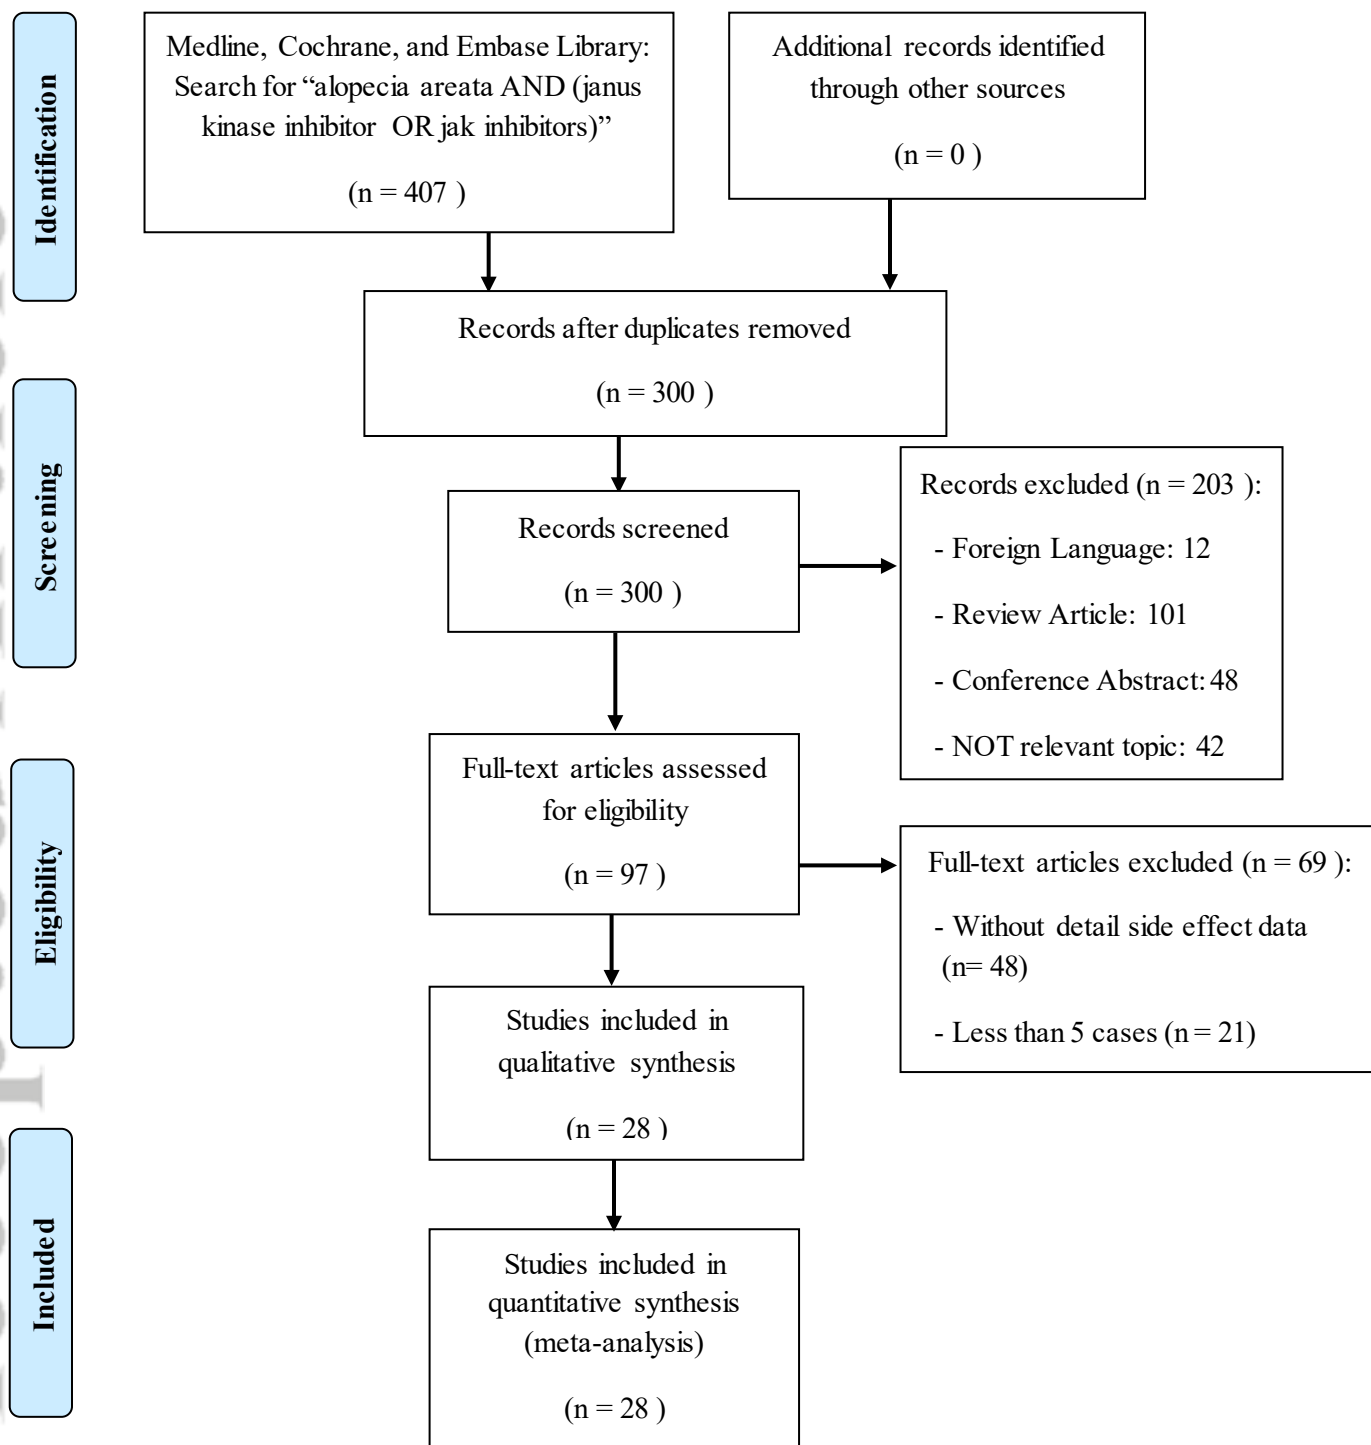 Identification
Medline, Cochrane, and Embase Library:
Search for “alopecia areata AND (janus
kinase inhibitor OR jak inhibitors)”
(n = 407 )
Additional records identified
through other sources
(n = 0 )
Records after duplicates removed
(n = 300 )
Screening
Records screened
(n = 300 )
Records excluded (n = 203 ):
- Foreign Language: 12
- Review Article: 101
- Conference Abstract: 48
- NOT relevant topic: 42
Eligibility
Full-text articles assessed
for eligibility
(n = 97 )
Full-text articles excluded (n = 69 ):
- Without detail side effect data
(n= 48)
- Less than 5 cases (n = 21)
Studies included in
qualitative synthesis
(n = 28 )
Included
Studies included in
quantitative synthesis
(meta-analysis)
(n = 28 )